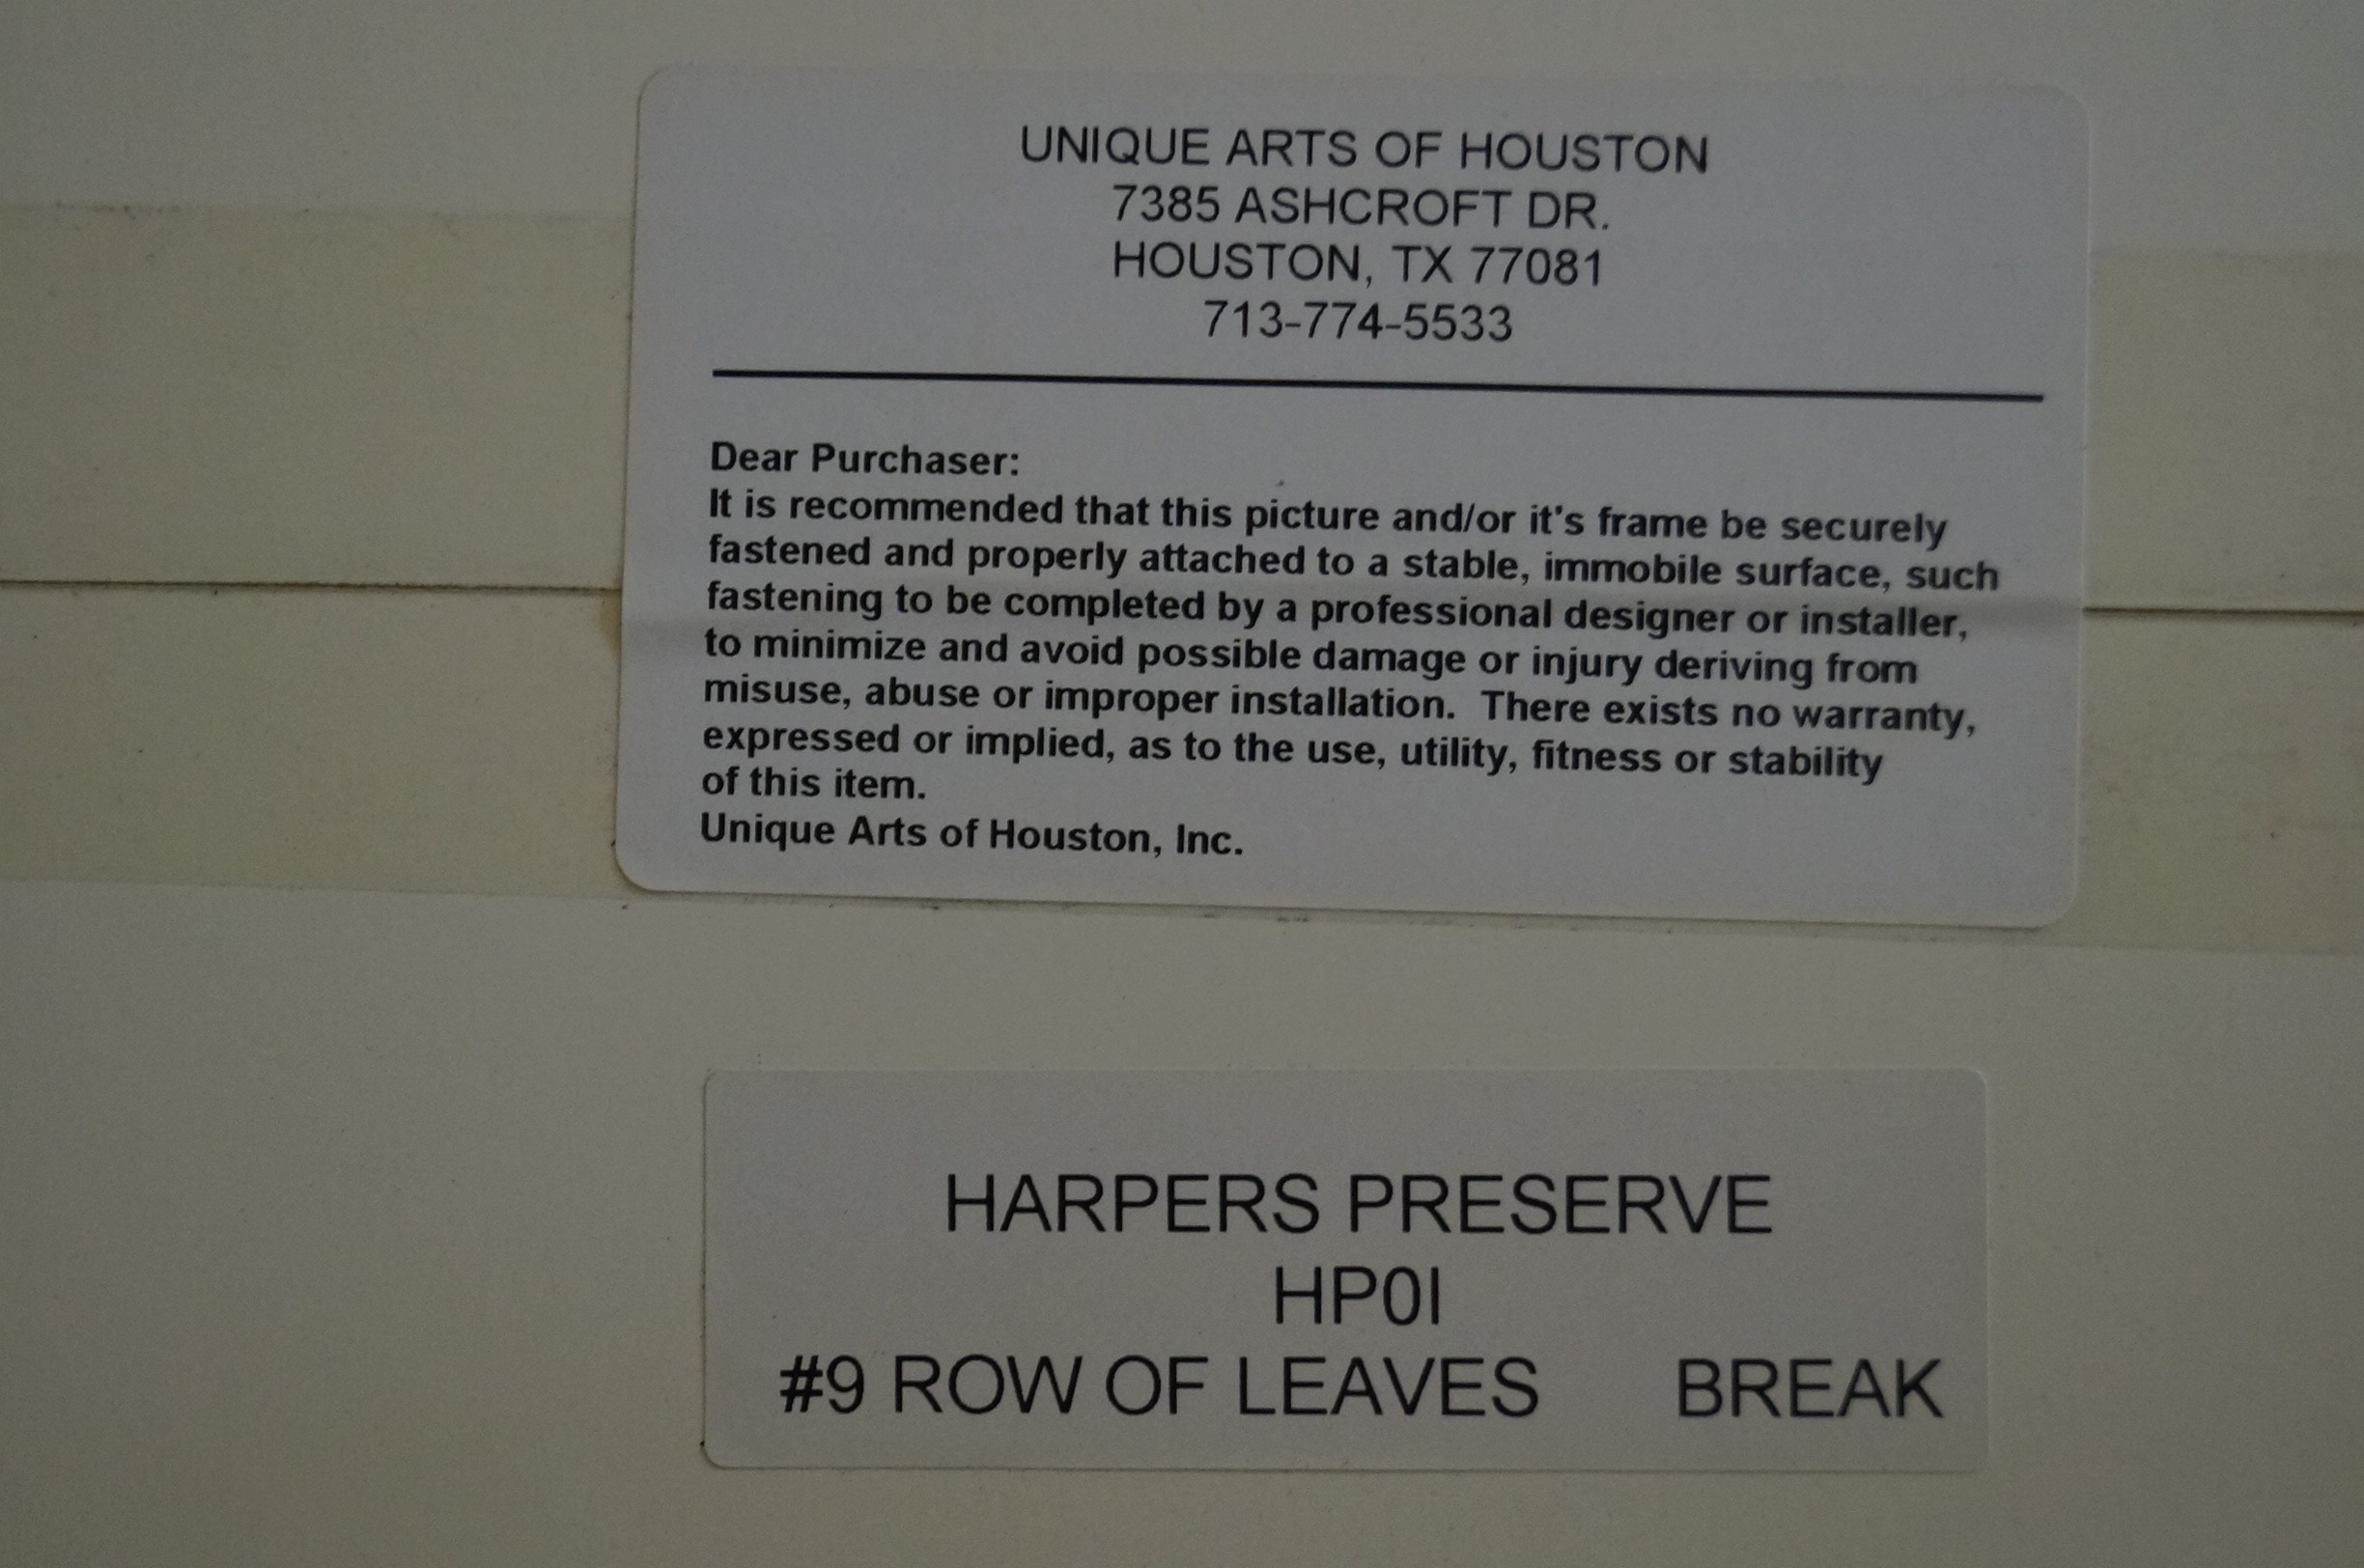 UNIQUE ARTS OF HOUSTON
7385 ASHCROFT DR.
HOUSTON, TX 77081
713-774-5533
Dear Purchaser:
It is recommended that this picture and/or it's frame be securely
fastened and properly attached to a stable, immobile surface, such
fastening to be completed by a professional designer or installer,
to minimize and avoid possible damage or injury deriving from
misuse, abuse or improper installation.  There exists no warranty,
expressed or implied, as to the use, utility, fitness or stability
of this item.
Unique Arts of Houston, Inc.
HARPERS PRESERVE
HP0I
#9 ROW OF LEAVES BREAK